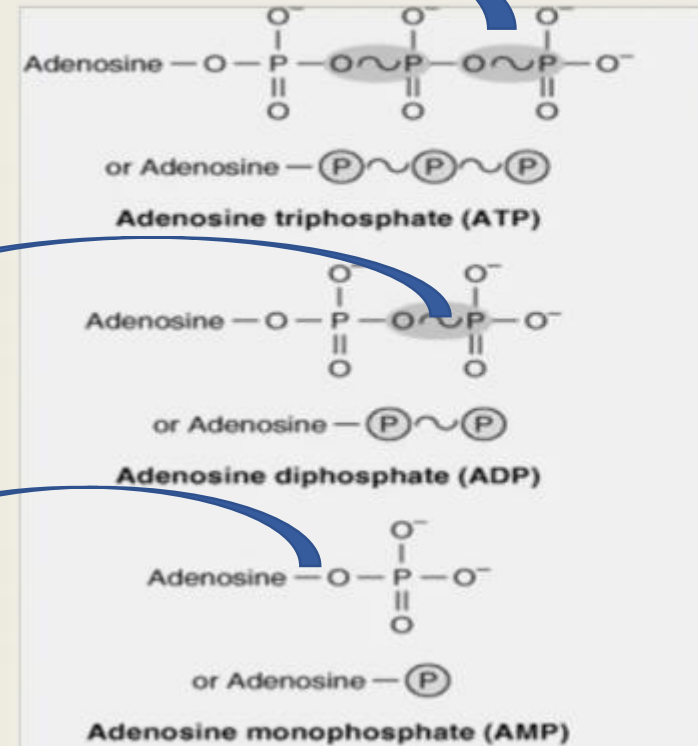 O⁻ O⁻ O⁻
Adenosine — O — P — O ~ P — O ~ P — O⁻
O O O
or Adenosine — P ~ P ~ P
Adenosine triphosphate (ATP)
O⁻ O⁻
Adenosine — O — P — O ~ P — O⁻
O O
or Adenosine — P ~ P
Adenosine diphosphate (ADP)
O⁻
Adenosine — O — P — O⁻
O
or Adenosine — P
Adenosine monophosphate (AMP)